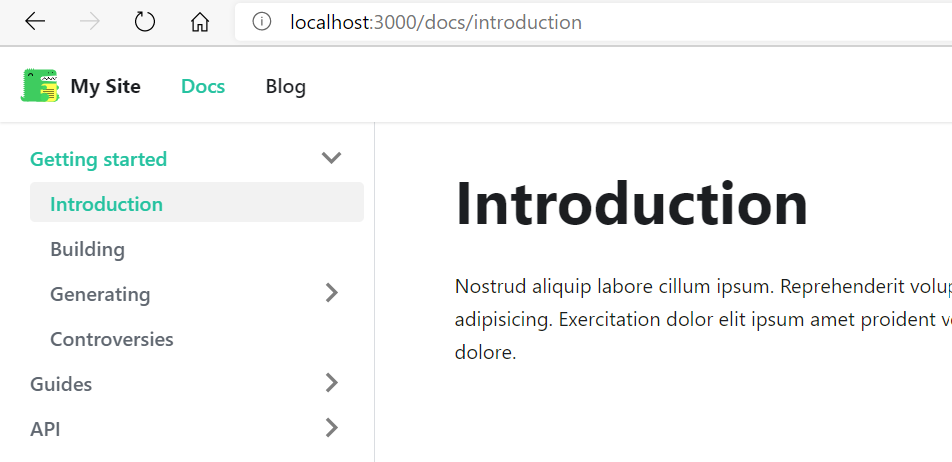 localhost:3000/docs/introduction
My Site Docs Blog
Getting started
Introduction
Building
Generating
Controversies
Guides
API
Introduction
Nostrud aliquip labore cillum ipsum. Reprehenderit
adipisicing. Exercitation dolor elit ipsum amet proident
dolore.